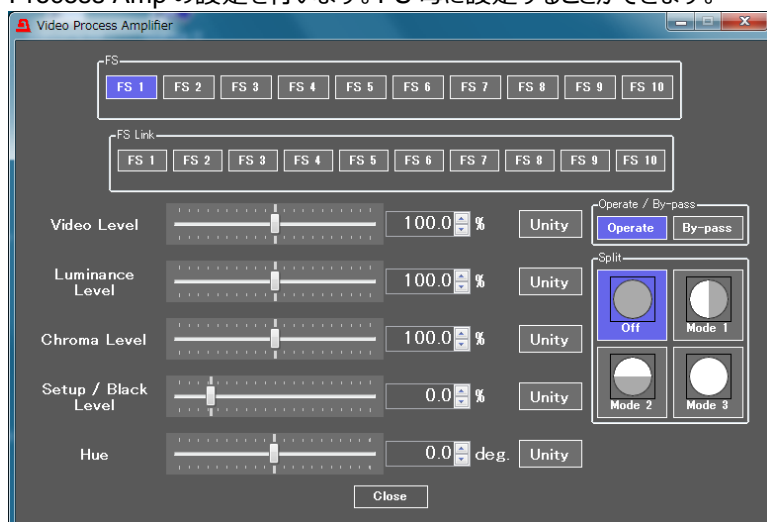 Process Amp の設定を行います。FS 毎に設定することができます。
Video Process Amplifier
FS
FS 1 FS 2 FS 3 FS 4 FS 5 FS 6 FS 7 FS 8 FS 9 FS 10
FS Link
FS 1 FS 2 FS 3 FS 4 FS 5 FS 6 FS 7 FS 8 FS 9 FS 10
Video Level 100.0 % Unity
Operate / By-pass
Operate By-pass
Luminance
Level
100.0 % Unity
Split
Off Mode 1
Chroma Level 100.0 % Unity
Setup / Black
Level
0.0 % Unity
Mode 2 Mode 3
Hue 0.0 deg. Unity
Close